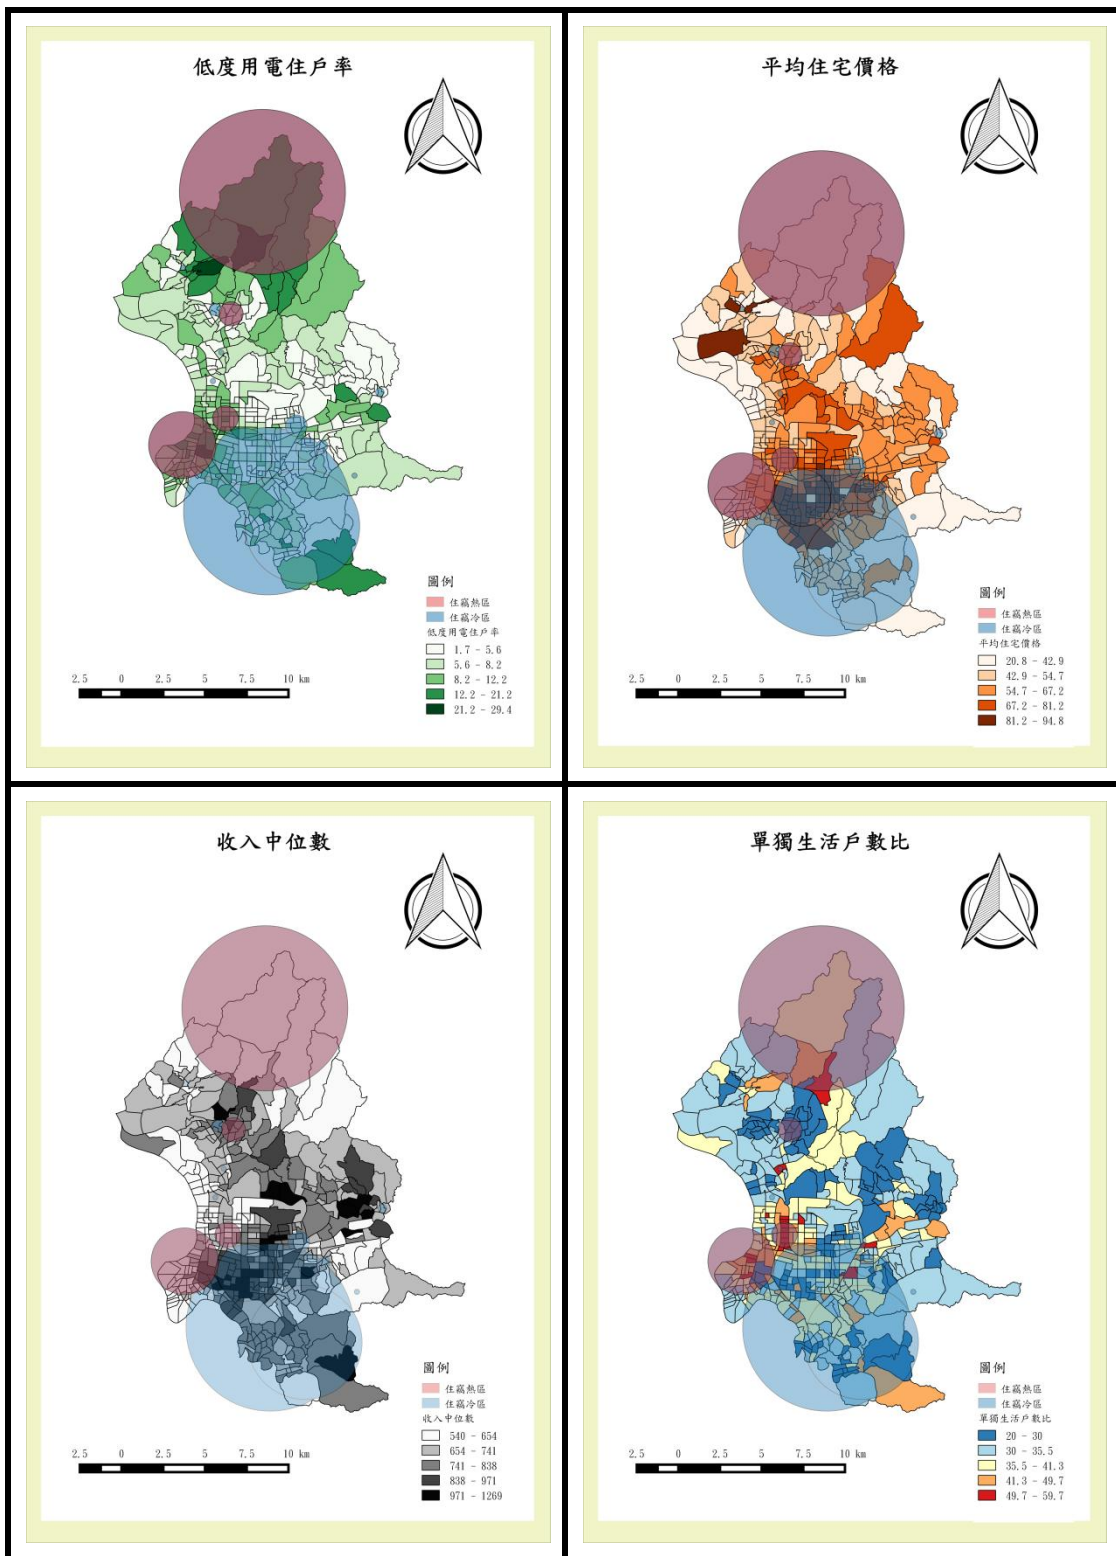 低度用電住戶率
圖例
住竊熱區
住竊冷區
低度用電住戶率
1.7 - 5.6
5.6 - 8.2
8.2 - 12.2
12.2 - 21.2
21.2 - 29.4
2.5 0 2.5 5 7.5 10 km
平均住宅價格
圖例
住竊熱區
住竊冷區
平均住宅價格
20.8 - 42.9
42.9 - 54.7
54.7 - 67.2
67.2 - 81.2
81.2 - 94.8
2.5 0 2.5 5 7.5 10 km
收入中位數
圖例
住竊熱區
住竊冷區
收入中位數
540 - 654
654 - 741
741 - 838
838 - 971
971 - 1269
2.5 0 2.5 5 7.5 10 km
單獨生活戶數比
圖例
住竊熱區
住竊冷區
單獨生活戶數比
20 - 30
30 - 35.5
35.5 - 41.3
41.3 - 49.7
49.7 - 59.7
2.5 0 2.5 5 7.5 10 km